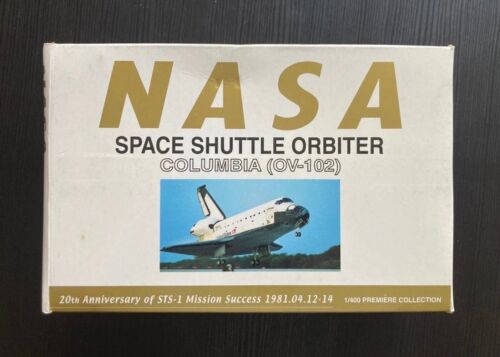 NASA
SPACE SHUTTLE ORBITER
COLUMBIA (OV-102)
20th Anniversary of STS-1 Mission Success 1981.04.12-14
1/400 PREMIÈRE COLLECTION